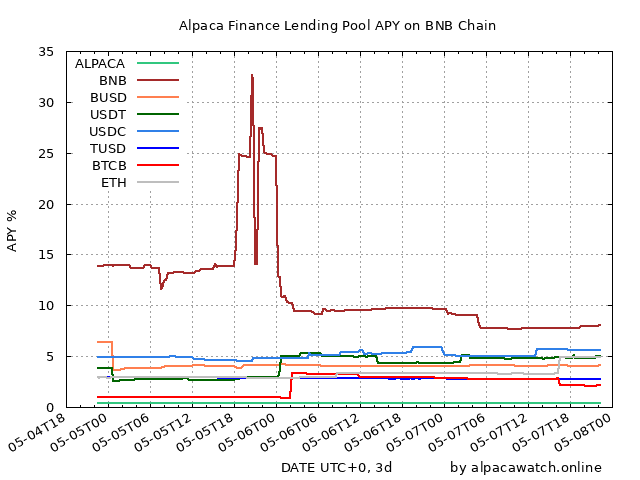 Alpaca Finance Lending Pool APY on BNB Chain
35
30
25
20
15
10
5
0
APY %
ALPACA
BNB
BUSD
USDT
USDC
TUSD
BTCB
ETH
05-04T18
05-05T00
05-05T06
05-05T12
05-05T18
05-06T00
05-06T06
05-06T12
05-06T18
05-07T00
05-07T06
05-07T12
05-07T18
05-08T00
DATE UTC+0, 3d
by alpacawatch.online